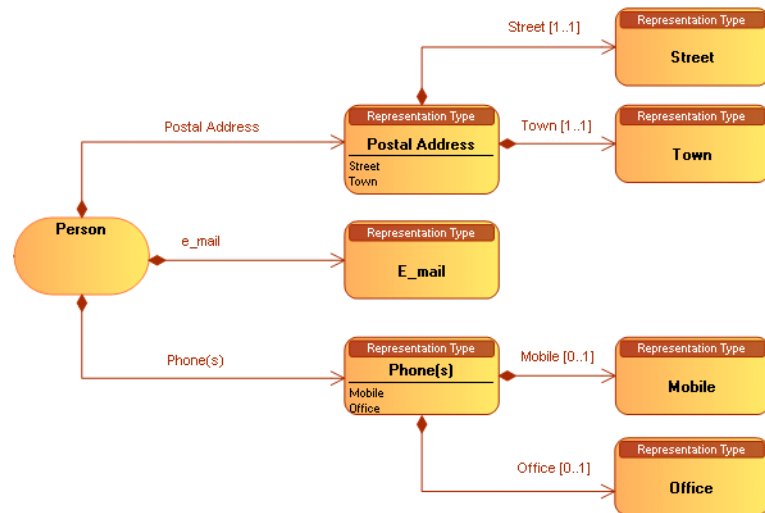 Street [1..1]
Representation Type
Street
Postal Address
Representation Type
Postal Address
Street
Town
Town [1..1]
Representation Type
Town
Person
e_mail
Representation Type
E_mail
Phone(s)
Representation Type
Phone(s)
Mobile
Office
Mobile [0..1]
Representation Type
Mobile
Office [0..1]
Representation Type
Office